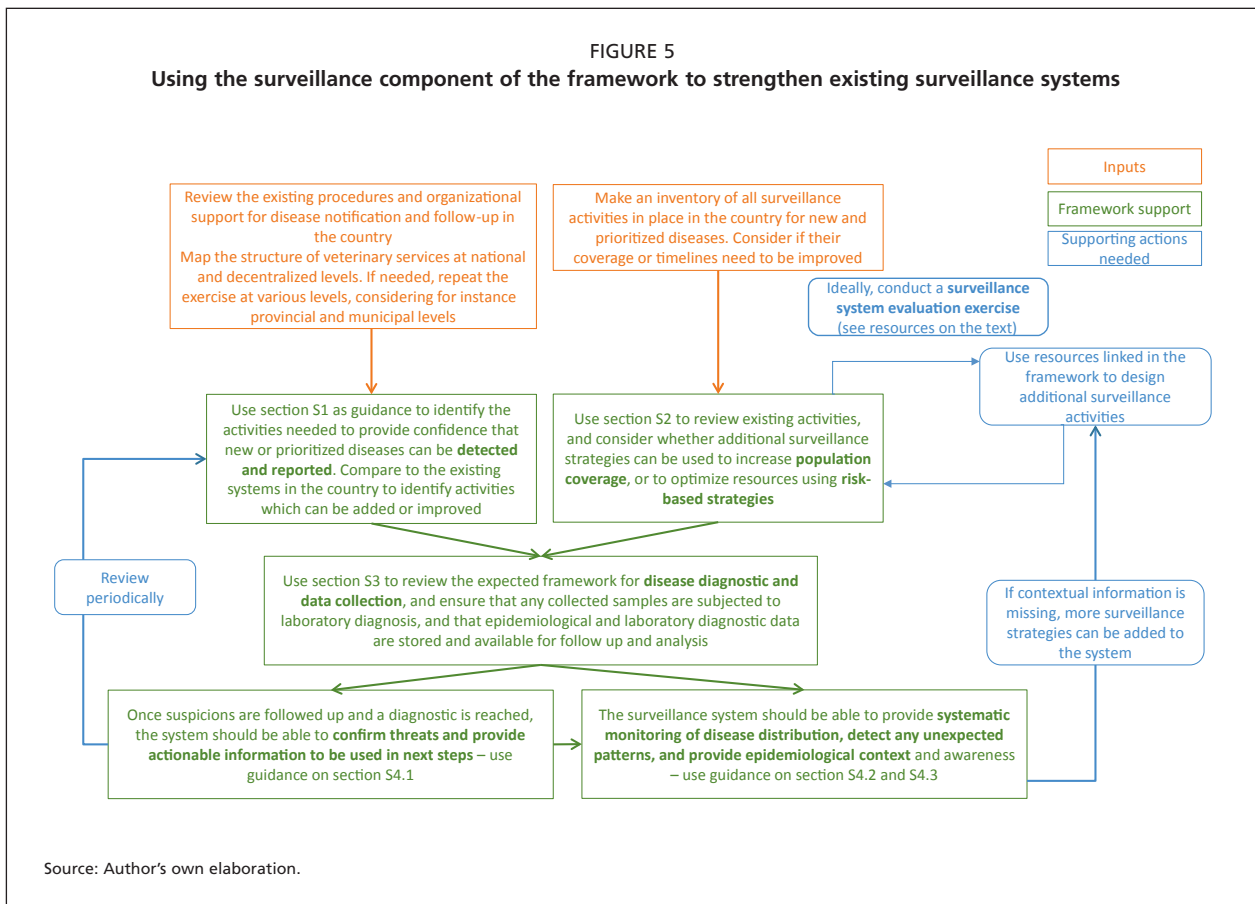 FIGURE 5
Using the surveillance component of the framework to strengthen existing surveillance systems
Inputs
Framework support
Supporting actions
needed
Review the existing procedures and organizational
support for disease notification and follow-up in
the country
Map the structure of veterinary services at national
and decentralized levels. If needed, repeat the
exercise at various levels, considering for instance
provincial and municipal levels
Make an inventory of all surveillance
activities in place in the country for new and
prioritized diseases. Consider if their
coverage or timelines need to be improved
Ideally, conduct a surveillance
system evaluation exercise
(see resources on the text)
Use resources linked in the
framework to design
additional surveillance
activities
Use section S1 as guidance to identify the
activities needed to provide confidence that
new or prioritized diseases can be detected
and reported. Compare to the existing
systems in the country to identify activities
which can be added or improved
Use section S2 to review existing activities,
and consider whether additional surveillance
strategies can be used to increase population
coverage, or to optimize resources using risk-
based strategies
Review
periodically
Use section S3 to review the expected framework for disease diagnostic and
data collection, and ensure that any collected samples are subjected to
laboratory diagnosis, and that epidemiological and laboratory diagnostic data
are stored and available for follow up and analysis
If contextual information is
missing, more surveillance
strategies can be added to
the system
Once suspicions are followed up and a diagnostic is reached,
the system should be able to confirm threats and provide
actionable information to be used in next steps – use
guidance on section S4.1
The surveillance system should be able to provide systematic
monitoring of disease distribution, detect any unexpected
patterns, and provide epidemiological context and awareness
– use guidance on section S4.2 and S4.3
Source: Author's own elaboration.